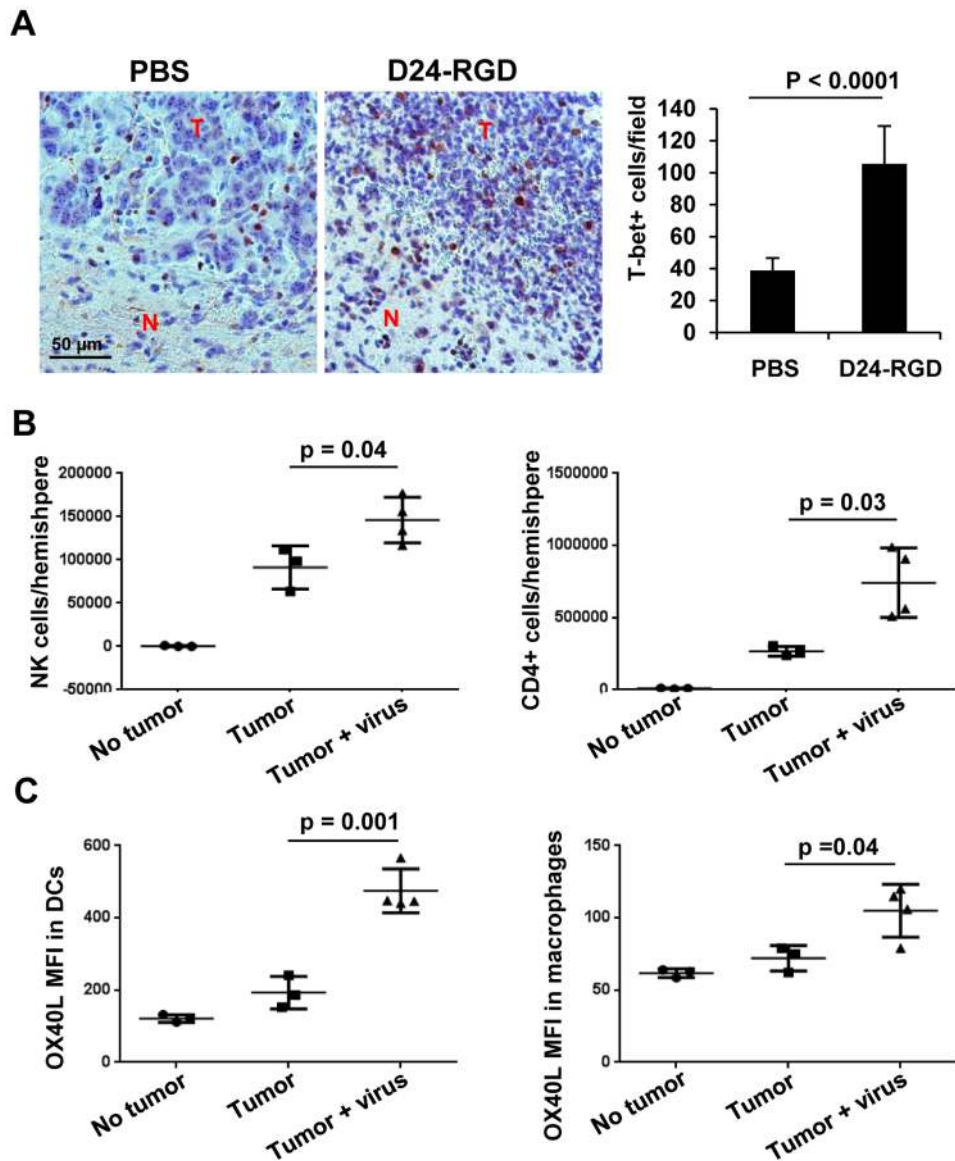 A
PBS
D24-RGD
T
N
50 µm
T
N
P < 0.0001
T-bet+ cells/field
140
120
100
80
60
40
20
0
PBS
D24-RGD
B
p = 0.04
NK cells/hemishpere
200000
150000
100000
50000
0
-50000
No tumor
Tumor
Tumor + virus
p = 0.03
CD4+ cells/hemishpere
1500000
1000000
500000
0
No tumor
Tumor
Tumor + virus
C
p = 0.001
OX40L MFI in DCs
600
400
200
0
No tumor
Tumor
Tumor + virus
p =0.04
OX40L MFI in macrophages
150
100
50
0
No tumor
Tumor
Tumor + virus